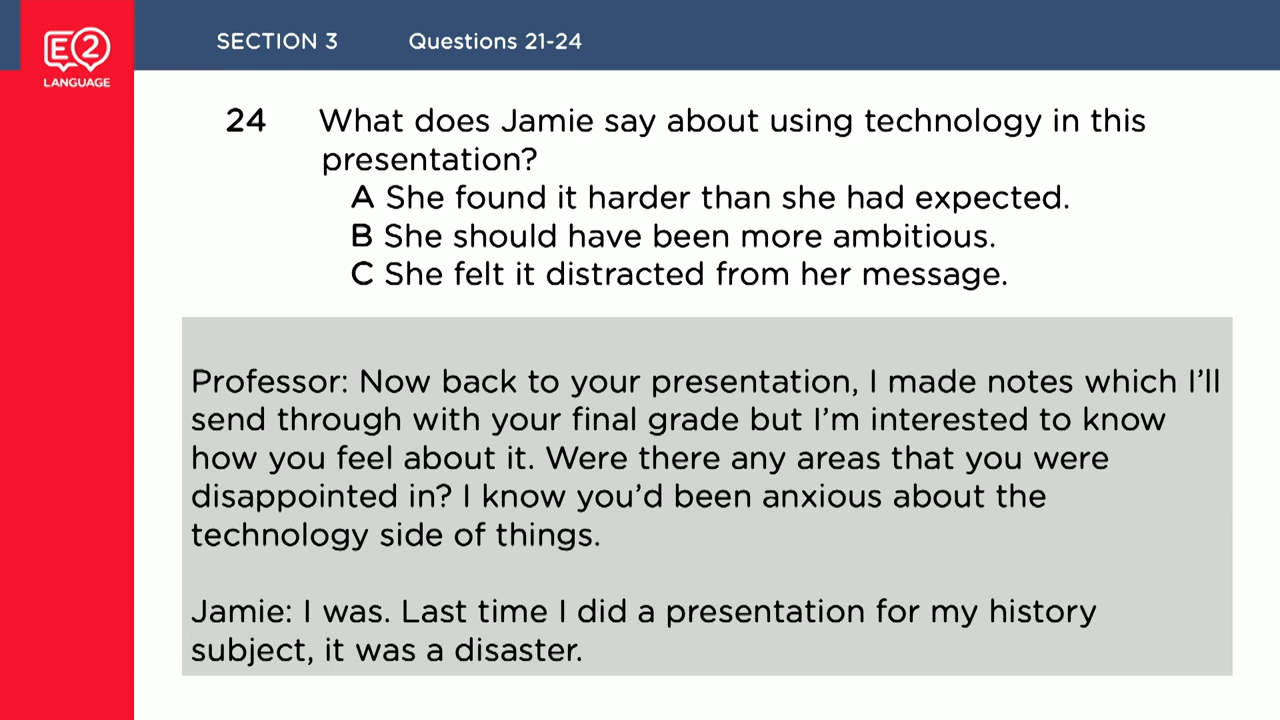 E2
LANGUAGE
SECTION 3 Questions 21-24
24 What does Jamie say about using technology in this
presentation?
A She found it harder than she had expected.
B She should have been more ambitious.
C She felt it distracted from her message.
Professor: Now back to your presentation, I made notes which I'll
send through with your final grade but I'm interested to know
how you feel about it. Were there any areas that you were
disappointed in? I know you'd been anxious about the
technology side of things.
Jamie: I was. Last time I did a presentation for my history
subject, it was a disaster.